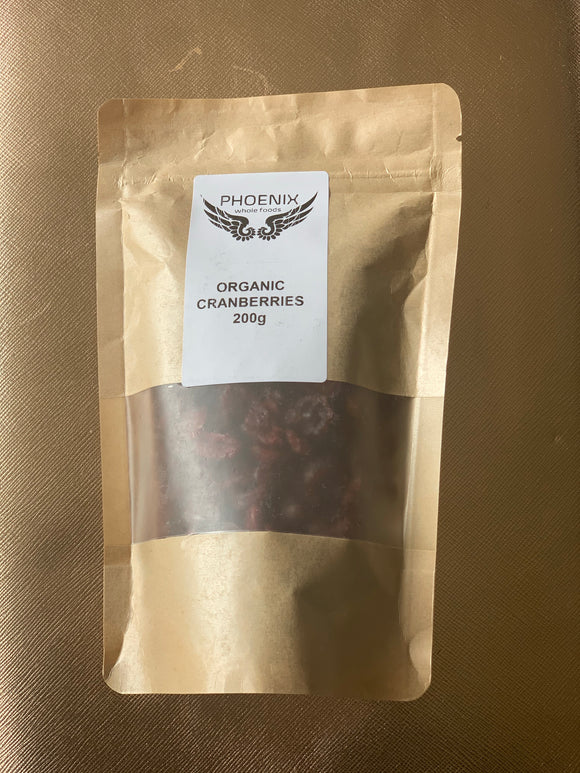 PHOENIX
whole foods
ORGANIC
CRANBERRIES
200g